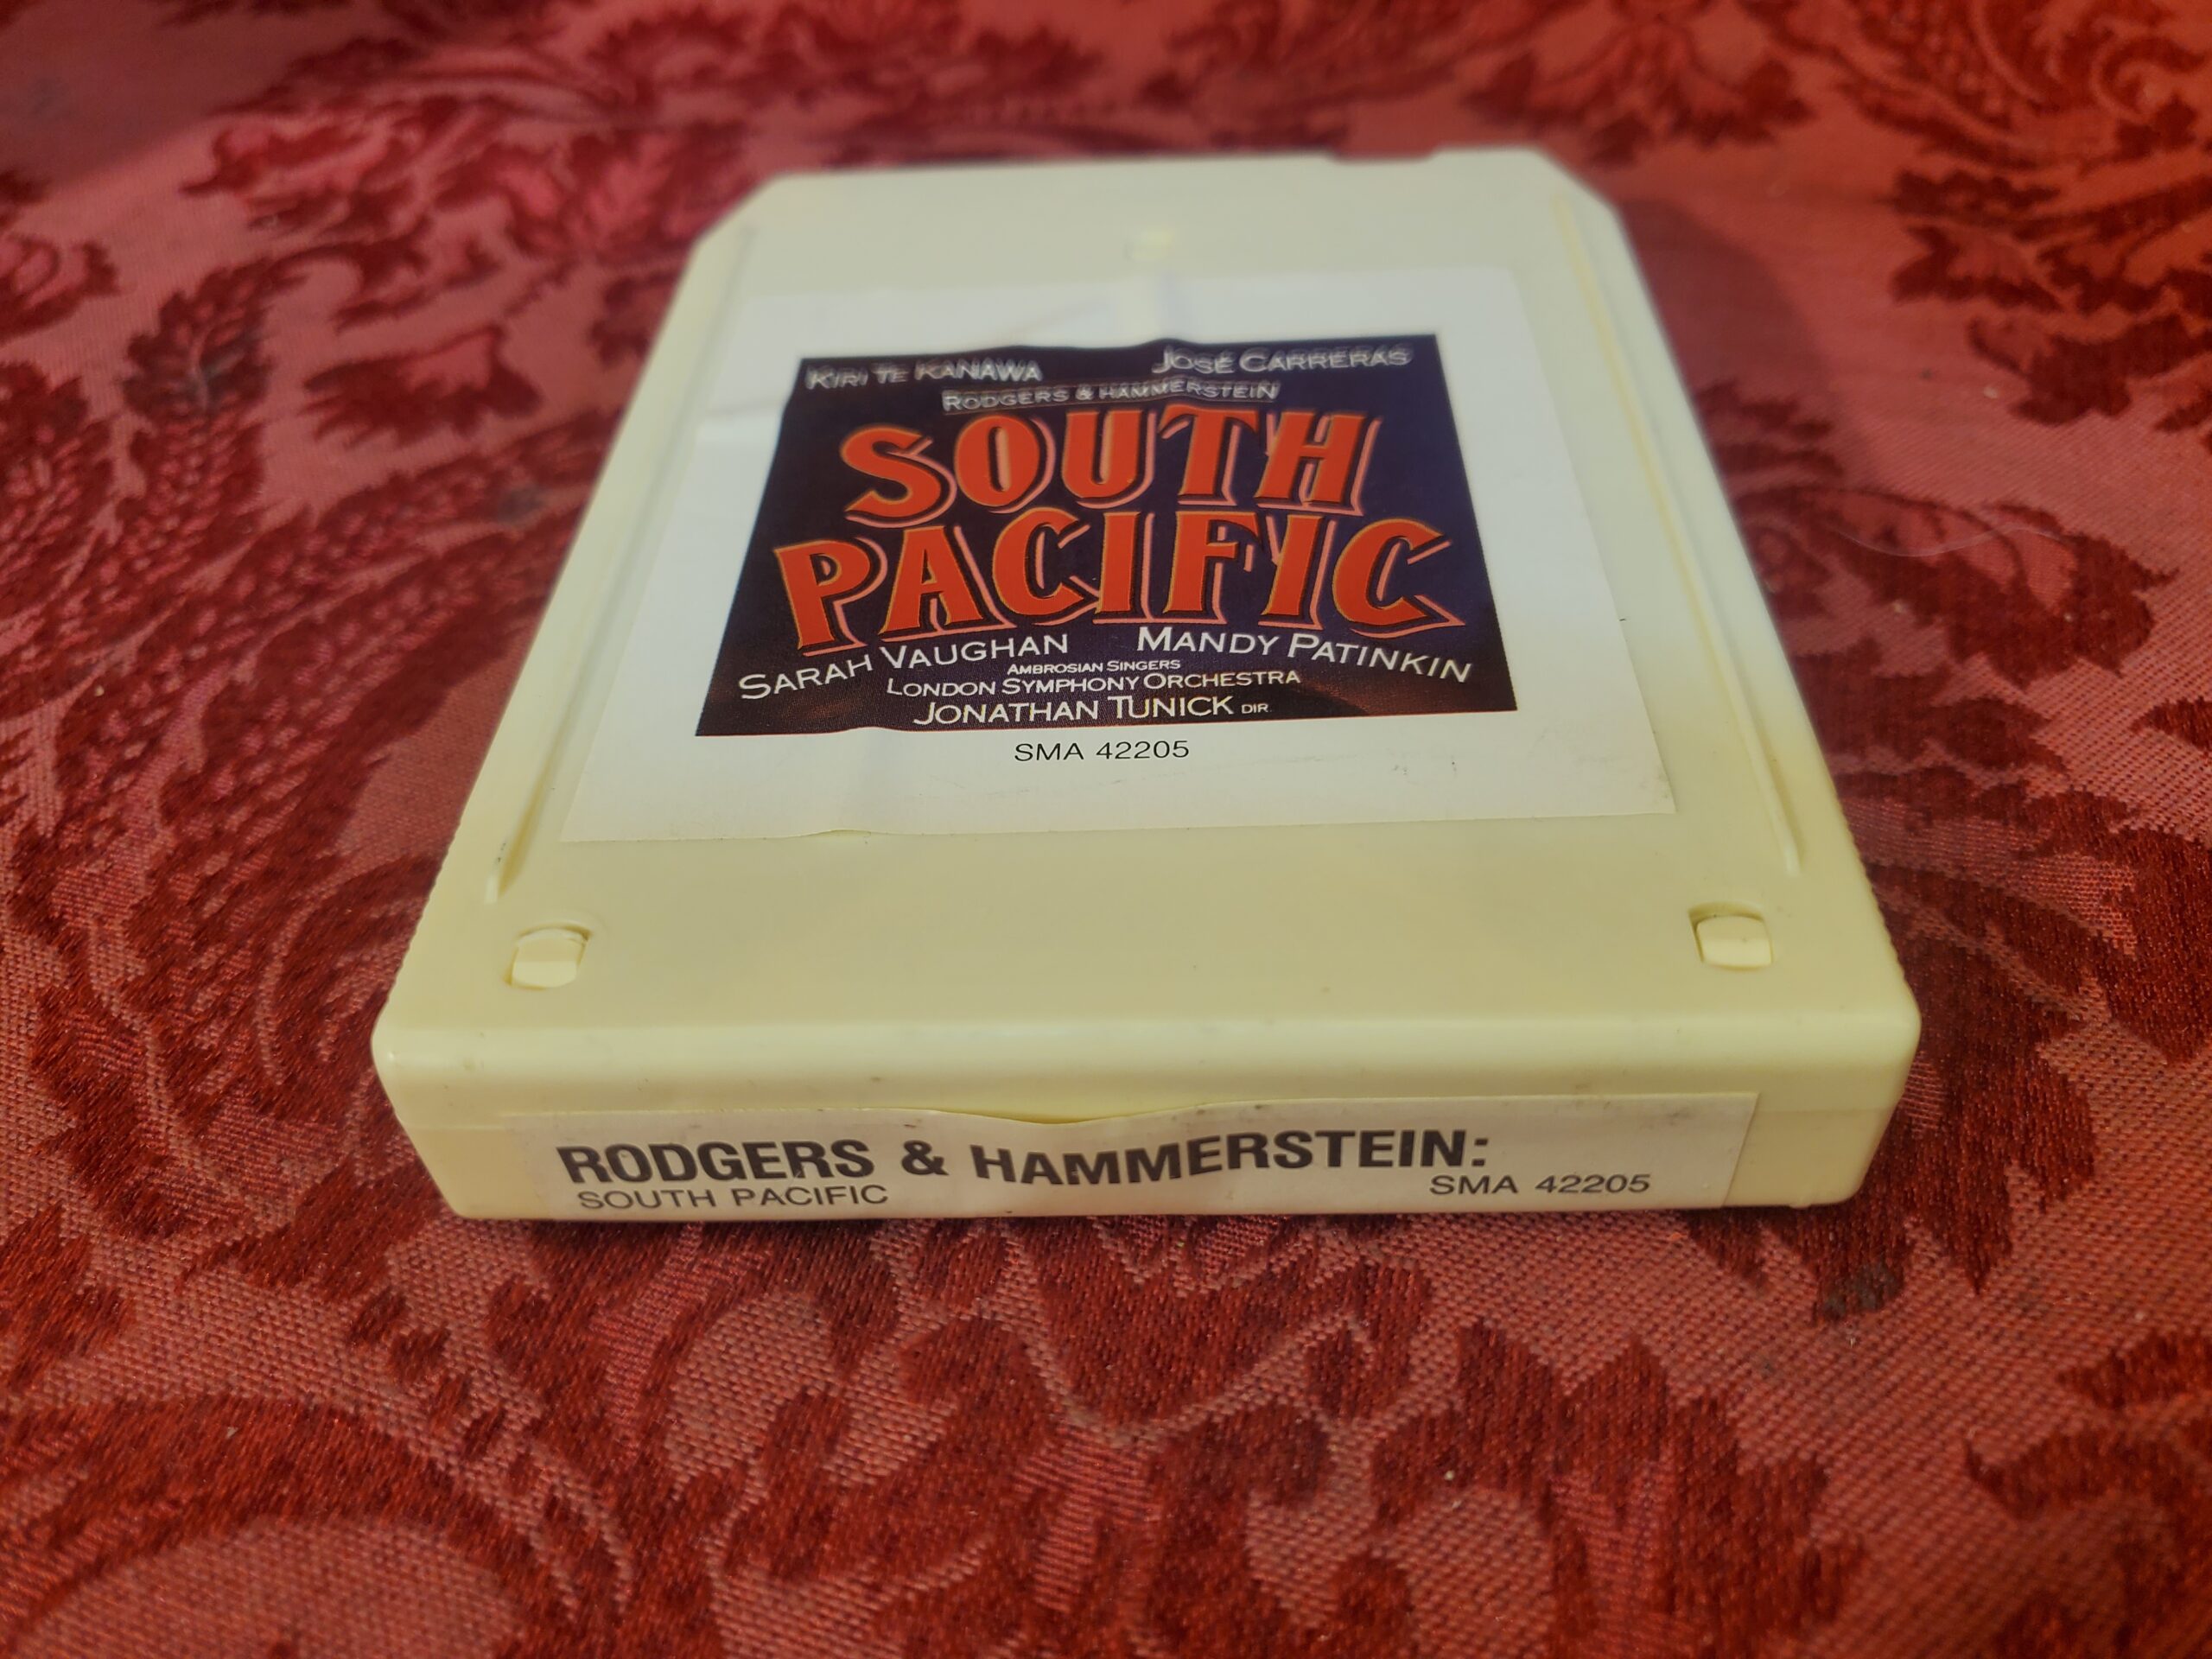 KIRI TE KANAWA JOSÉ CARRERAS
RODGERS & HAMMERSTEIN
SOUTH
PACIFIC
SARAH VAUGHAN MANDY PATINKIN
AMBROSIAN SINGERS
LONDON SYMPHONY ORCHESTRA
JONATHAN TUNICK DIR.
SMA 42205
RODGERS & HAMMERSTEIN:
SOUTH PACIFIC SMA 42205